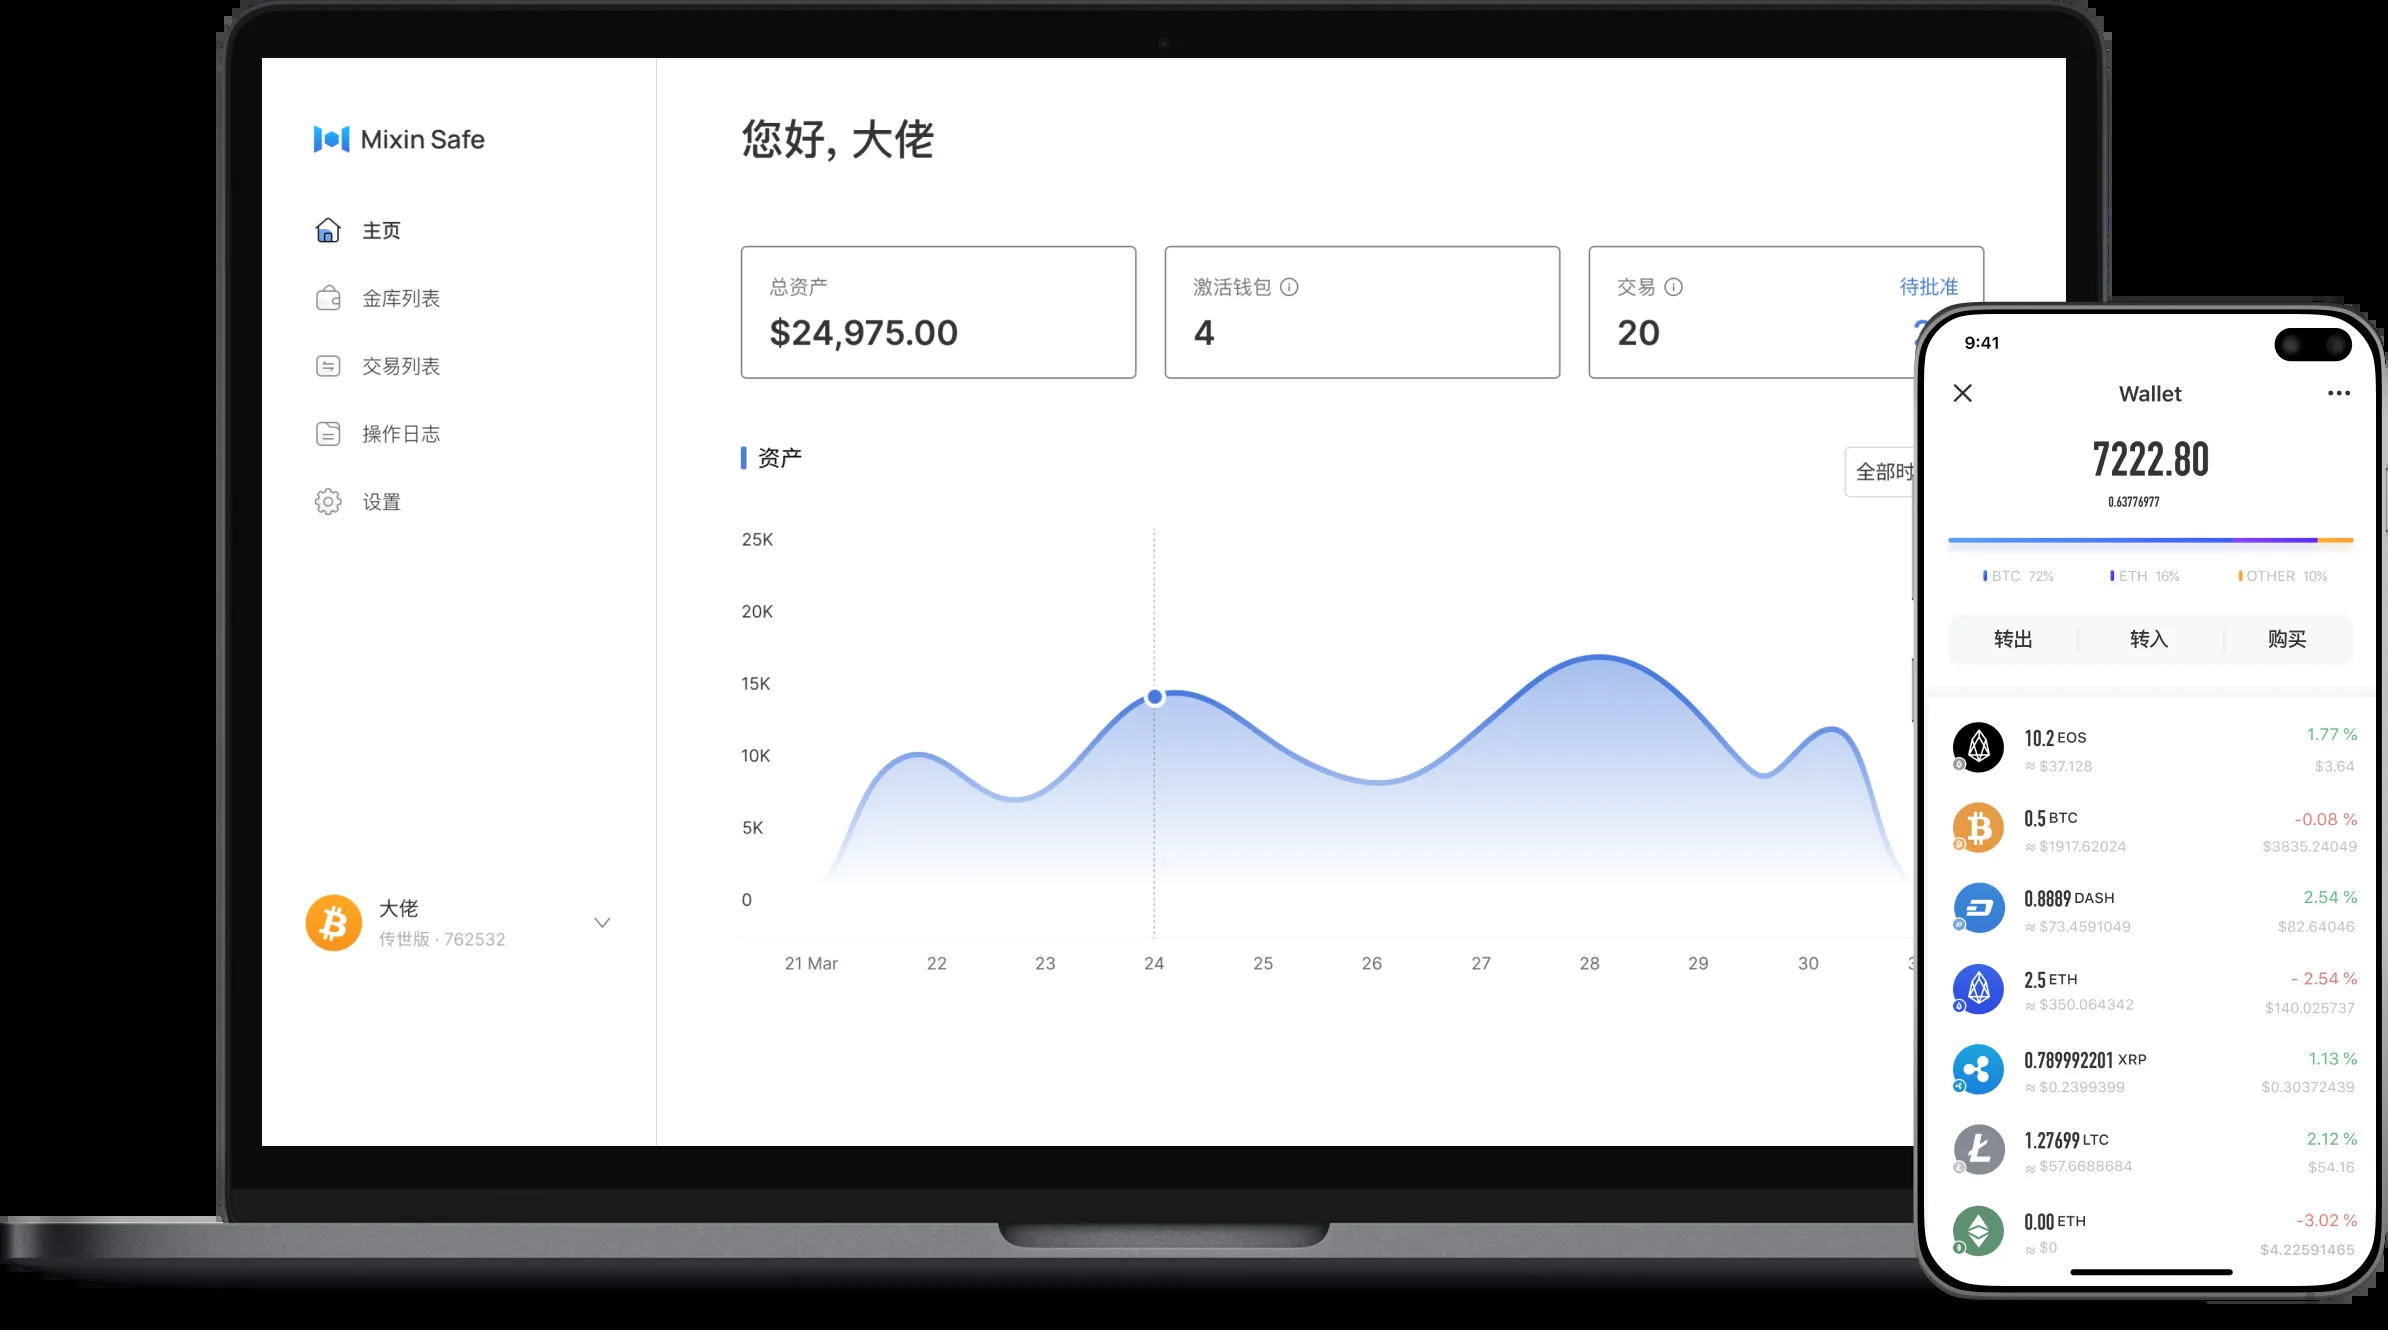 Mixin Safe
主页
金库列表
交易列表
操作日志
设置
大佬
传世版 · 762532
您好, 大佬
总资产
$24,975.00
激活钱包
4
交易 待批准
20
资产
全部时
25K
20K
15K
10K
5K
0
21 Mar 22 23 24 25 26 27 28 29 30
9:41
Wallet
7222.80
0.63776977
BTC 72% ETH 16% OTHER 10%
转出 转入 购买
10.2 EOS 1.77 %
≈ $37.128 $3.64
0.5 BTC -0.08 %
≈ $1917.62024 $3835.24049
0.8889 DASH 2.54 %
≈ $73.4591049 $82.64046
2.5 ETH - 2.54 %
≈ $350.064342 $140.025737
0.789992201 XRP 1.13 %
≈ $0.2399399 $0.30372439
1.27699 LTC 2.12 %
≈ $57.6688684 $54.16
0.00 ETH -3.02 %
≈ $0 $4.22591465